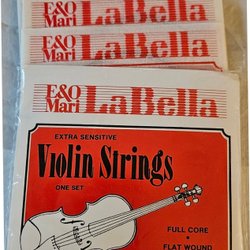 E&O
Mari LaBella
E&O
Mari LaBella
E&O
Mari LaBella
EXTRA SENSITIVE
Violin Strings
ONE SET
FULL CORE •
FLAT WOUND